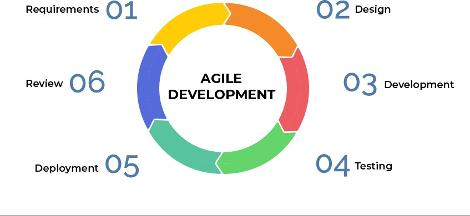 Requirements 01
02 Design
Review 06
AGILE
DEVELOPMENT
03 Development
Deployment 05
04 Testing